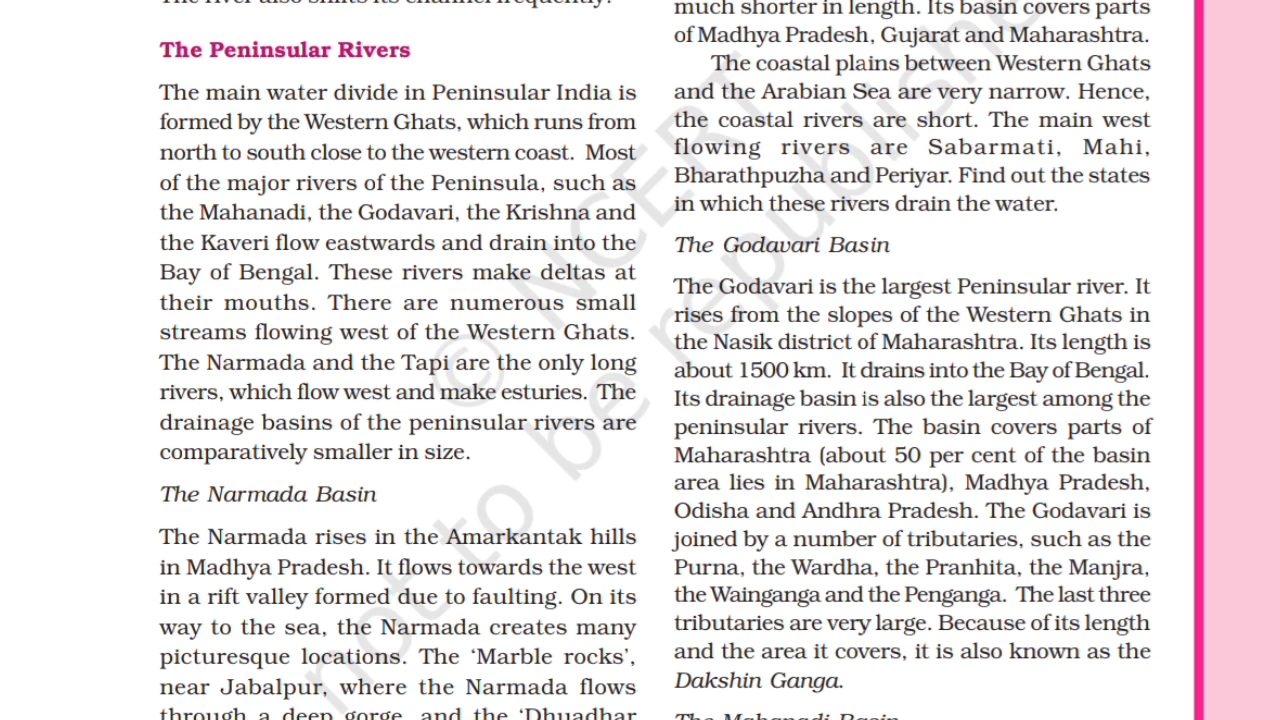 The river also shifts its channel frequently.
The Peninsular Rivers
The main water divide in Peninsular India is
formed by the Western Ghats, which runs from
north to south close to the western coast. Most
of the major rivers of the Peninsula, such as
the Mahanadi, the Godavari, the Krishna and
the Kaveri flow eastwards and drain into the
Bay of Bengal. These rivers make deltas at
their mouths. There are numerous small
streams flowing west of the Western Ghats.
The Narmada and the Tapi are the only long
rivers, which flow west and make esturies. The
drainage basins of the peninsular rivers are
comparatively smaller in size.
The Narmada Basin
The Narmada rises in the Amarkantak hills
in Madhya Pradesh. It flows towards the west
in a rift valley formed due to faulting. On its
way to the sea, the Narmada creates many
picturesque locations. The ‘Marble rocks’,
near Jabalpur, where the Narmada flows
through a deep gorge, and the ‘Dhuadhar
much shorter in length. Its basin covers parts
of Madhya Pradesh, Gujarat and Maharashtra.
The coastal plains between Western Ghats
and the Arabian Sea are very narrow. Hence,
the coastal rivers are short. The main west
flowing rivers are Sabarmati, Mahi,
Bharathpuzha and Periyar. Find out the states
in which these rivers drain the water.
The Godavari Basin
The Godavari is the largest Peninsular river. It
rises from the slopes of the Western Ghats in
the Nasik district of Maharashtra. Its length is
about 1500 km. It drains into the Bay of Bengal.
Its drainage basin is also the largest among the
peninsular rivers. The basin covers parts of
Maharashtra (about 50 per cent of the basin
area lies in Maharashtra), Madhya Pradesh,
Odisha and Andhra Pradesh. The Godavari is
joined by a number of tributaries, such as the
Purna, the Wardha, the Pranhita, the Manjra,
the Wainganga and the Penganga. The last three
tributaries are very large. Because of its length
and the area it covers, it is also known as the
Dakshin Ganga.
The Mahanadi Basin
© NCERT
not to be republishe